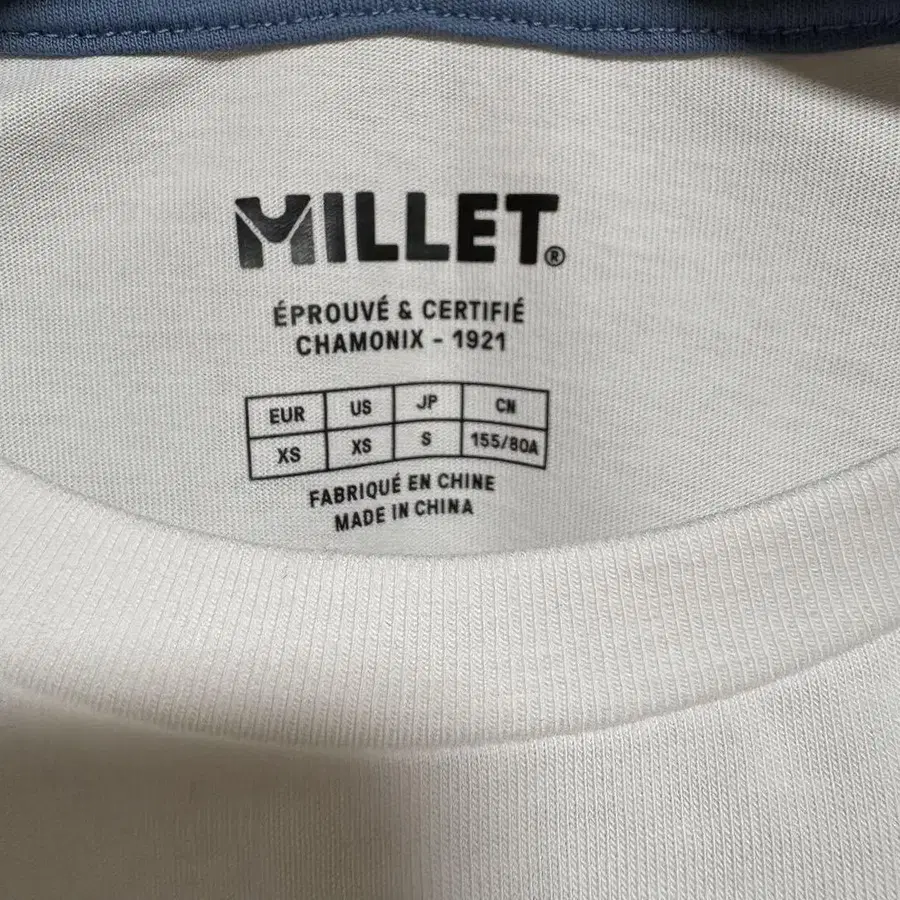 MILLET®
ÉPROUVÉ & CERTIFIÉ
CHAMONIX - 1921
EUR US JP CN
XS XS S 155/80A
FABRIQUÉ EN CHINE
MADE IN CHINA